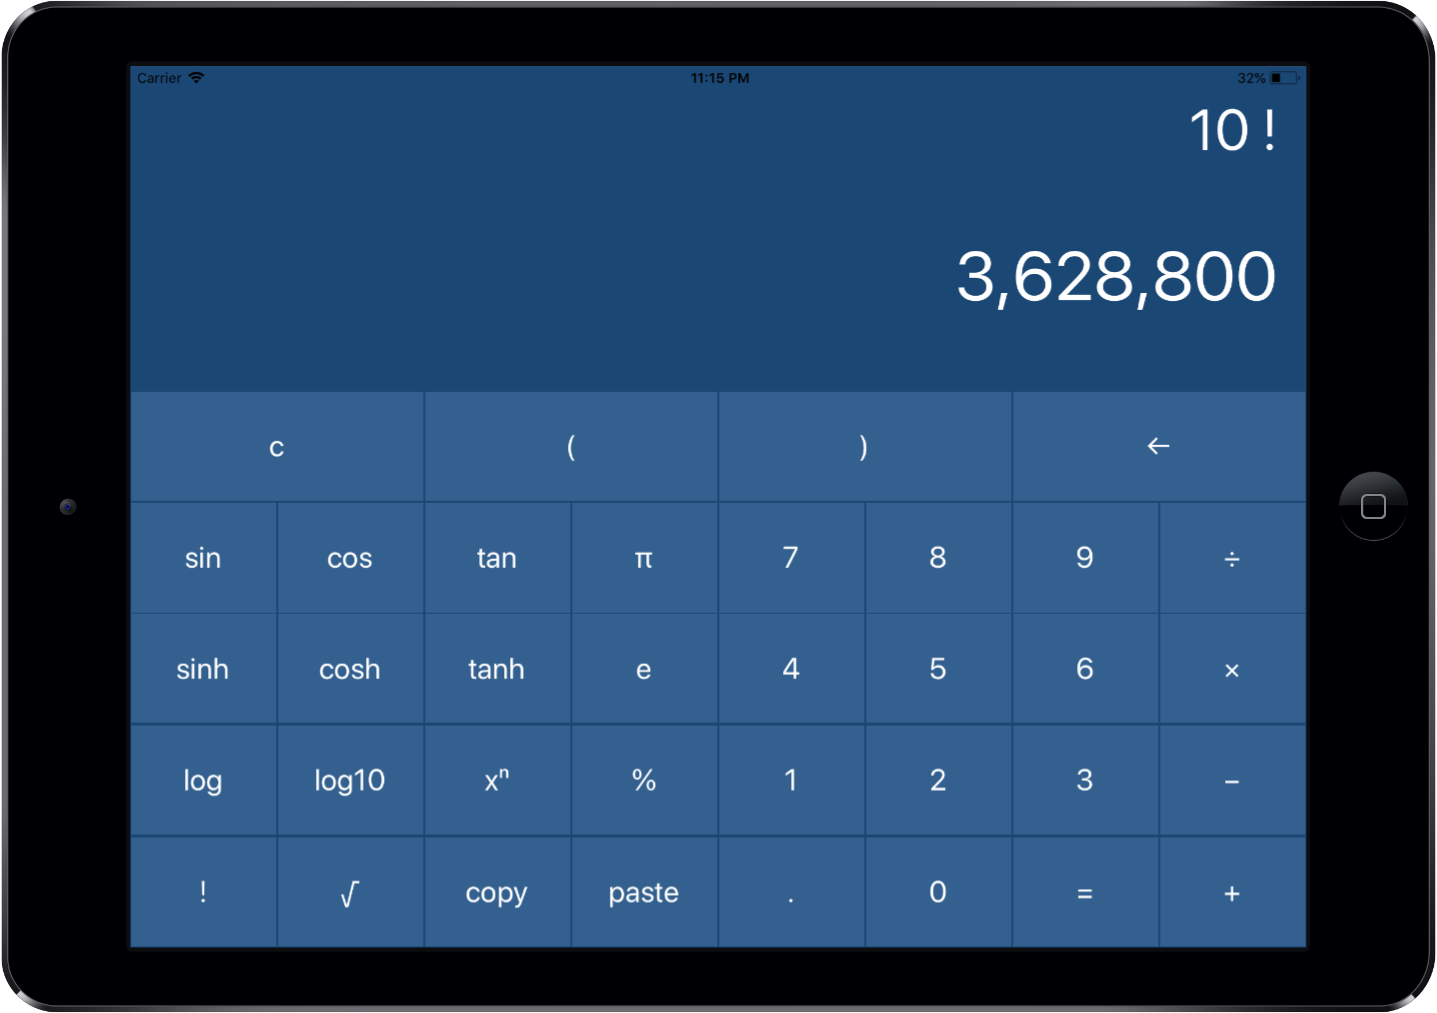 Carrier 11:15 PM 32%
10 !
3,628,800
c ( ) ←
sin cos tan π 7 8 9 ÷
sinh cosh tanh e 4 5 6 ×
log log10 xⁿ % 1 2 3 −
! √ copy paste . 0 = +